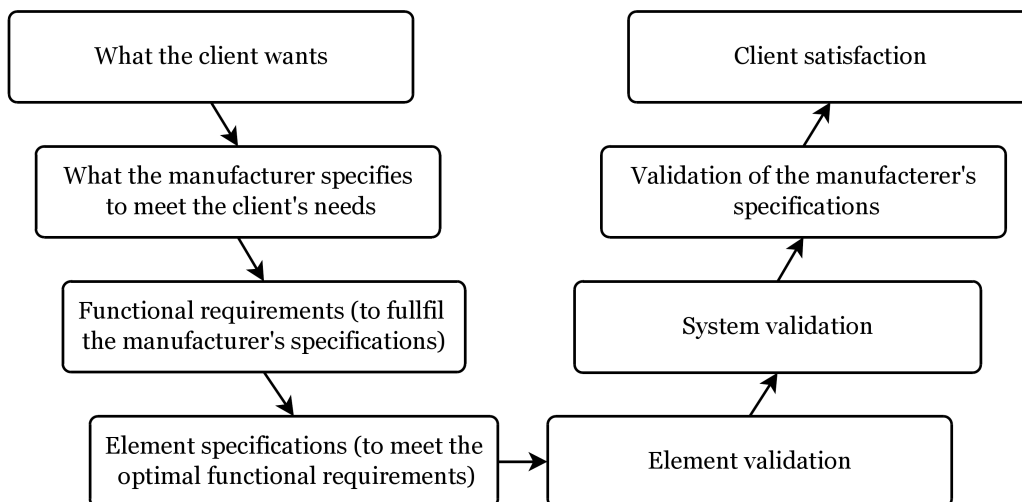 What the client wants
What the manufacturer specifies
to meet the client's needs
Functional requirements (to fullfil
the manufacturer's specifications)
Element specifications (to meet the
optimal functional requirements)
Element validation
System validation
Validation of the manufacterer's
specifications
Client satisfaction